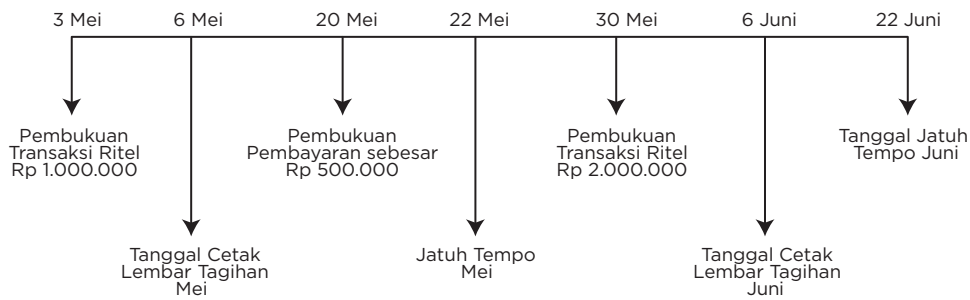 3 Mei
6 Mei
20 Mei
22 Mei
30 Mei
6 Juni
22 Juni
Pembukuan
Transaksi Ritel
Rp 1.000.000
Pembukuan
Pembayaran sebesar
Rp 500.000
Pembukuan
Transaksi Ritel
Rp 2.000.000
Tanggal Jatuh
Tempo Juni
Tanggal Cetak
Lembar Tagihan
Mei
Jatuh Tempo
Mei
Tanggal Cetak
Lembar Tagihan
Juni